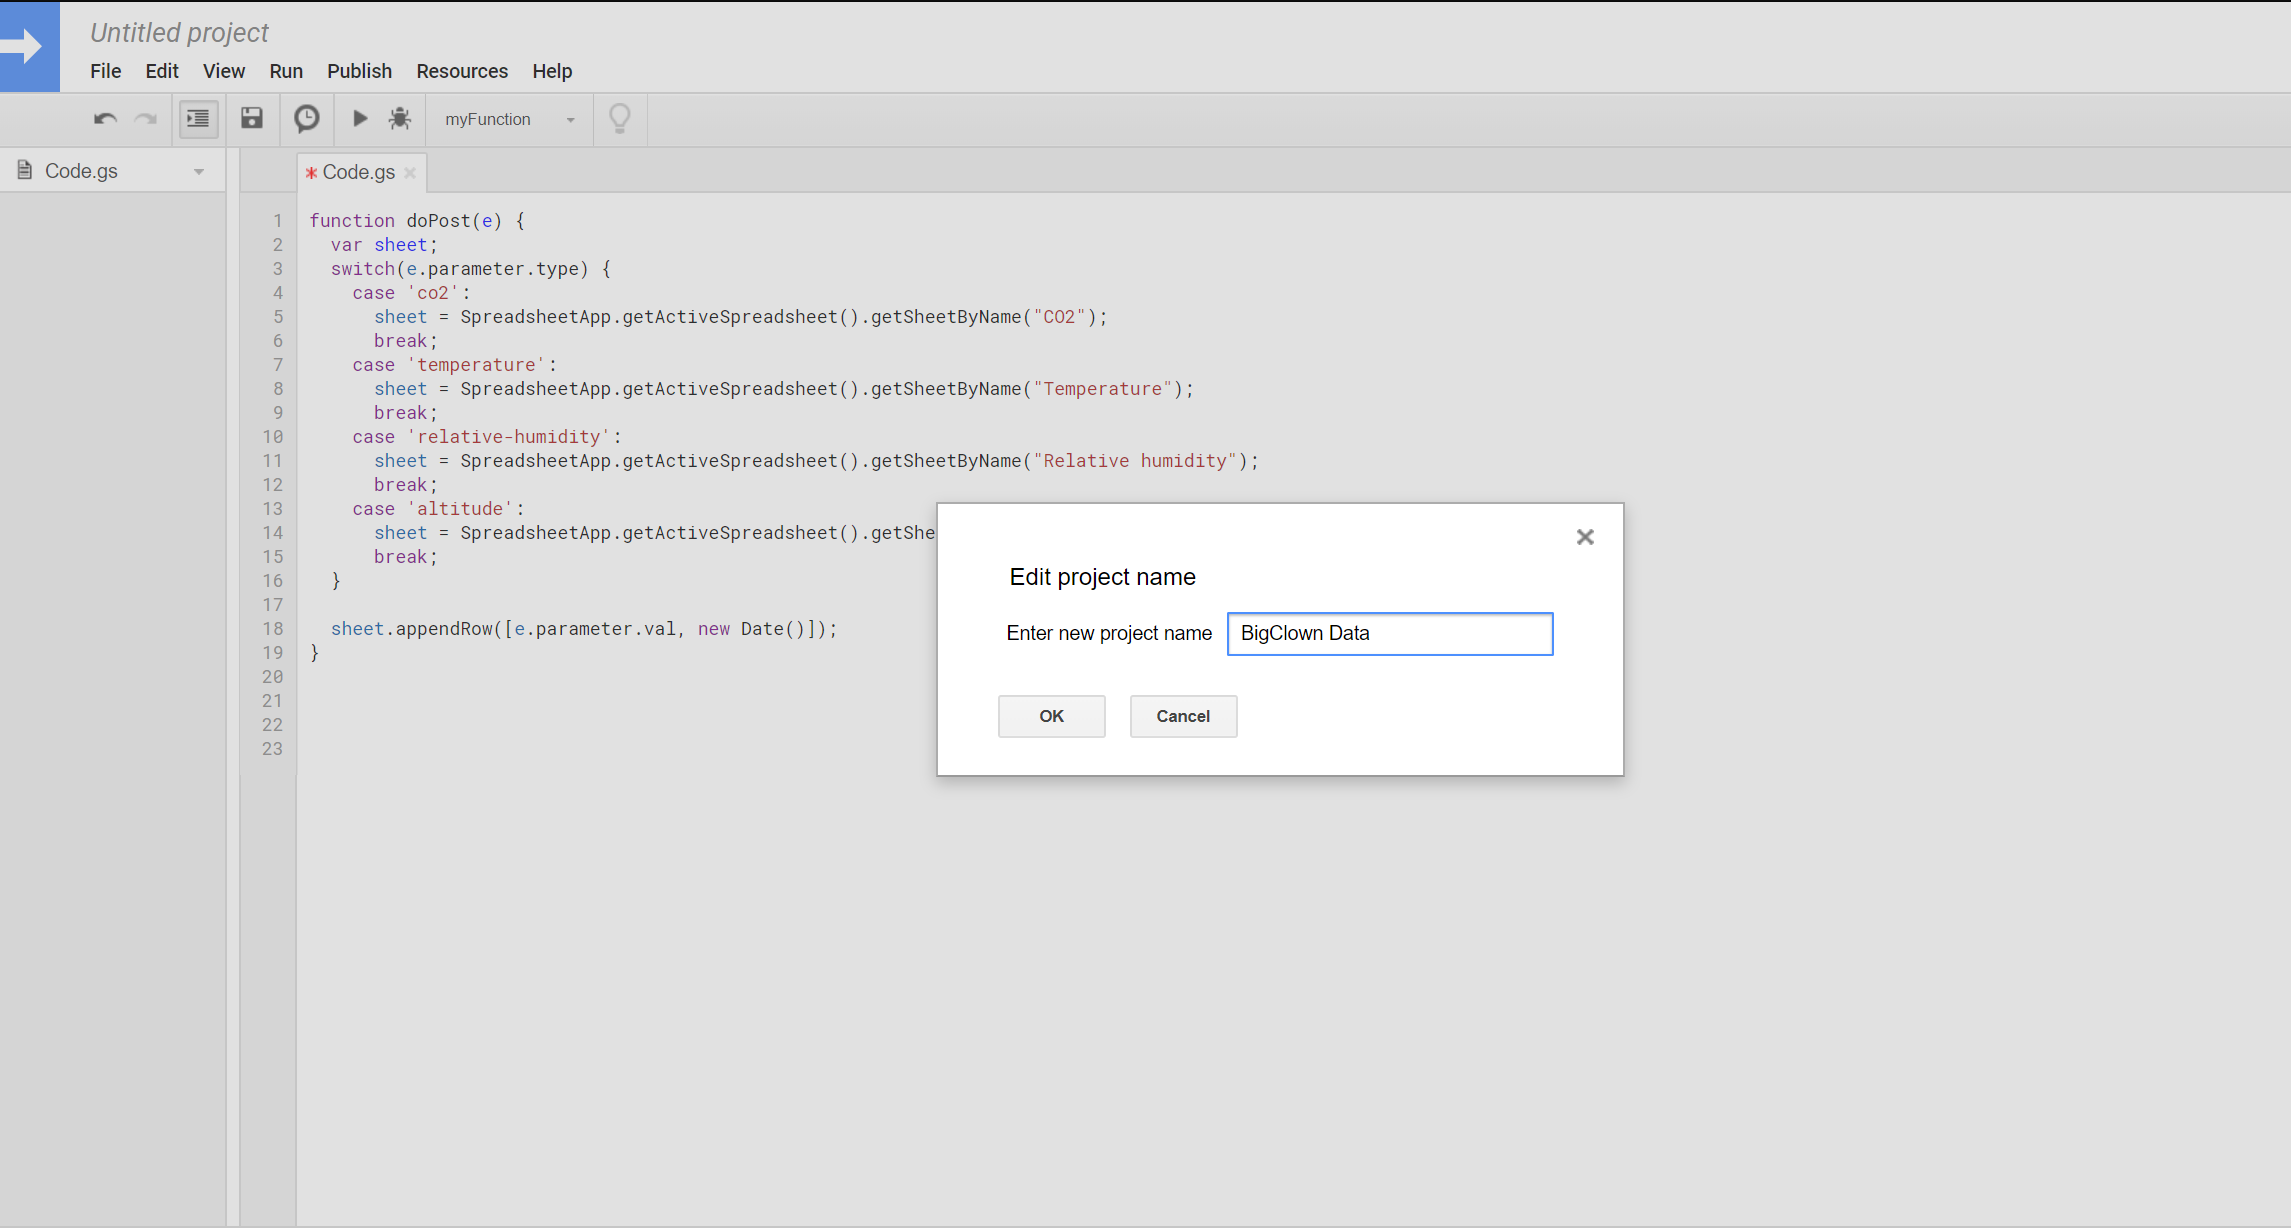 Untitled project
File Edit View Run Publish Resources Help
myFunction
Code.gs
* Code.gs
1 function doPost(e) {
2 var sheet;
3 switch(e.parameter.type) {
4 case 'co2':
5 sheet = SpreadsheetApp.getActiveSpreadsheet().getSheetByName("CO2");
6 break;
7 case 'temperature':
8 sheet = SpreadsheetApp.getActiveSpreadsheet().getSheetByName("Temperature");
9 break;
10 case 'relative-humidity':
11 sheet = SpreadsheetApp.getActiveSpreadsheet().getSheetByName("Relative humidity");
12 break;
13 case 'altitude':
14 sheet = SpreadsheetApp.getActiveSpreadsheet().getShe
15 break;
16 }
17
18 sheet.appendRow([e.parameter.val, new Date()]);
19 }
20
21
22
23
Edit project name
Enter new project name BigClown Data
OK Cancel